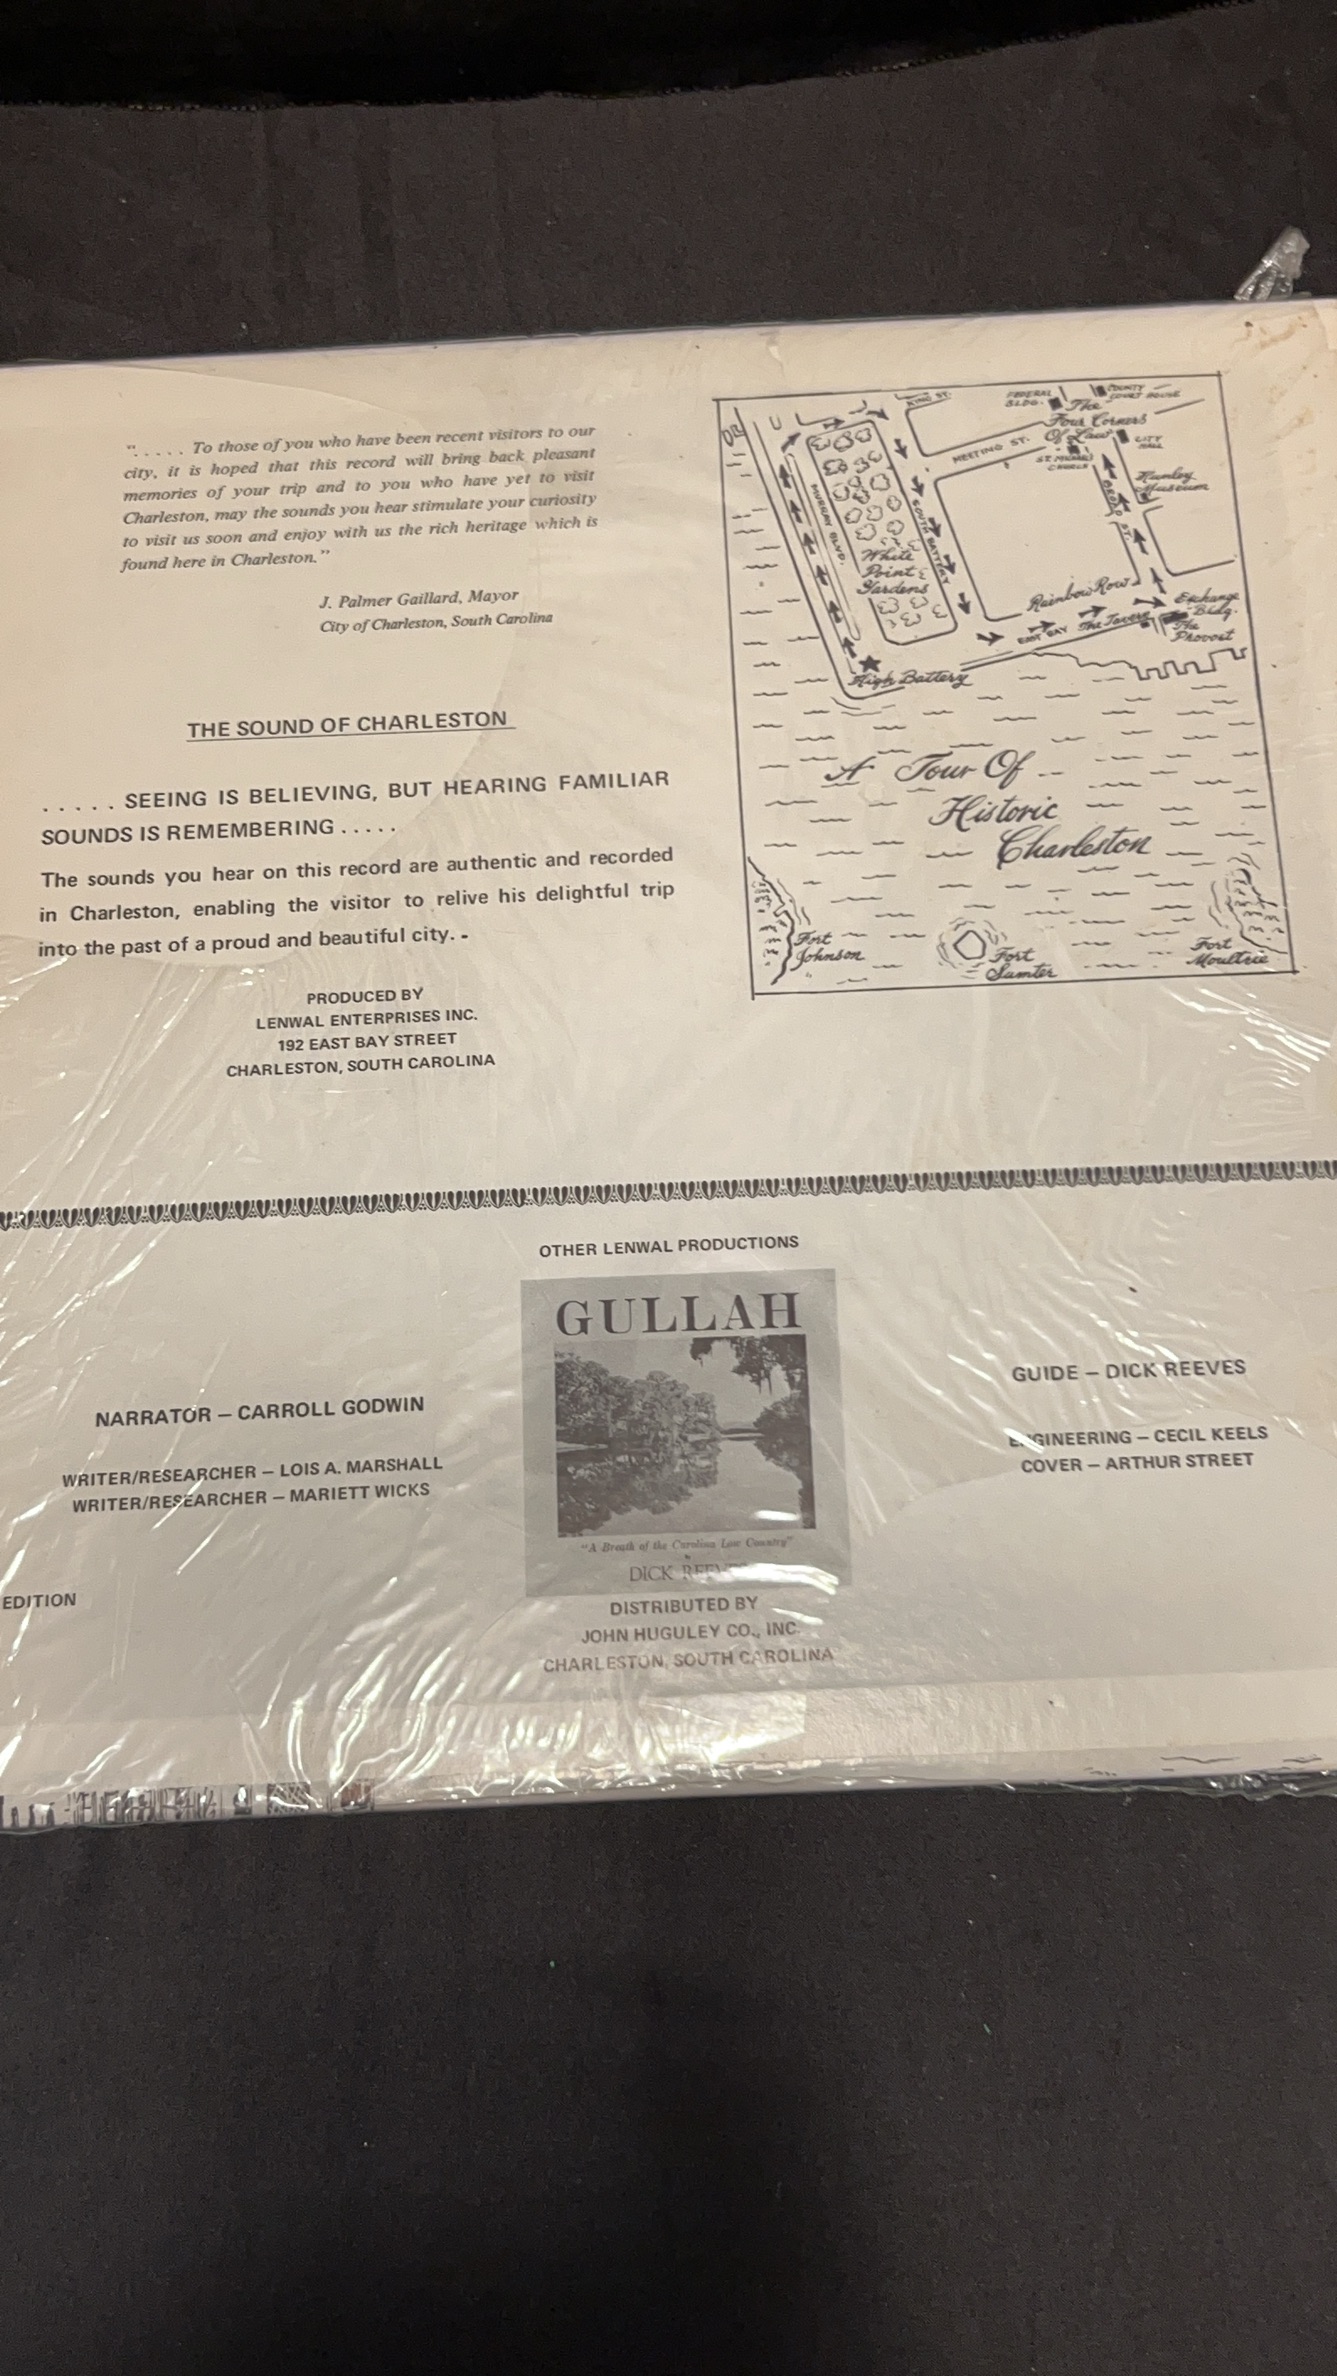 ". . . . . To those of you who have been recent visitors to our
city, it is hoped that this record will bring back pleasant
memories of your trip and to you who have yet to visit
Charleston, may the sounds you hear stimulate your curiosity
to visit us soon and enjoy with us the rich heritage which is
found here in Charleston."
J. Palmer Gaillard, Mayor
City of Charleston, South Carolina
THE SOUND OF CHARLESTON
. . . . . SEEING IS BELIEVING, BUT HEARING FAMILIAR
SOUNDS IS REMEMBERING . . . . .
The sounds you hear on this record are authentic and recorded
in Charleston, enabling the visitor to relive his delightful trip
into the past of a proud and beautiful city. -
PRODUCED BY
LENWAL ENTERPRISES INC.
192 EAST BAY STREET
CHARLESTON, SOUTH CAROLINA
KING ST.
FEDERAL
BLDG.
COUNTY
COURT HOUSE
The
Four Corners
Of Law
CITY
HALL
MEETING ST.
ST. MICHAEL'S
CHURCH
Hunley
Museum
BROAD ST.
MURRAY BLVD.
SOUTH BATTERY
White
Point
Gardens
Rainbow Row
Exchange
Bldg.
EAST BAY
The Tavern
The
Provost
High Battery
A Tour Of
Historic
Charleston
Fort
Johnson
Fort
Sumter
Fort
Moultrie
OTHER LENWAL PRODUCTIONS
GULLAH
"A Breath of the Carolina Low Country"
by
DICK REEVES
DISTRIBUTED BY
JOHN HUGULEY CO., INC.
CHARLESTON, SOUTH CAROLINA
NARRATOR – CARROLL GODWIN
WRITER/RESEARCHER – LOIS A. MARSHALL
WRITER/RESEARCHER – MARIETT WICKS
EDITION
GUIDE – DICK REEVES
ENGINEERING – CECIL KEELS
COVER – ARTHUR STREET